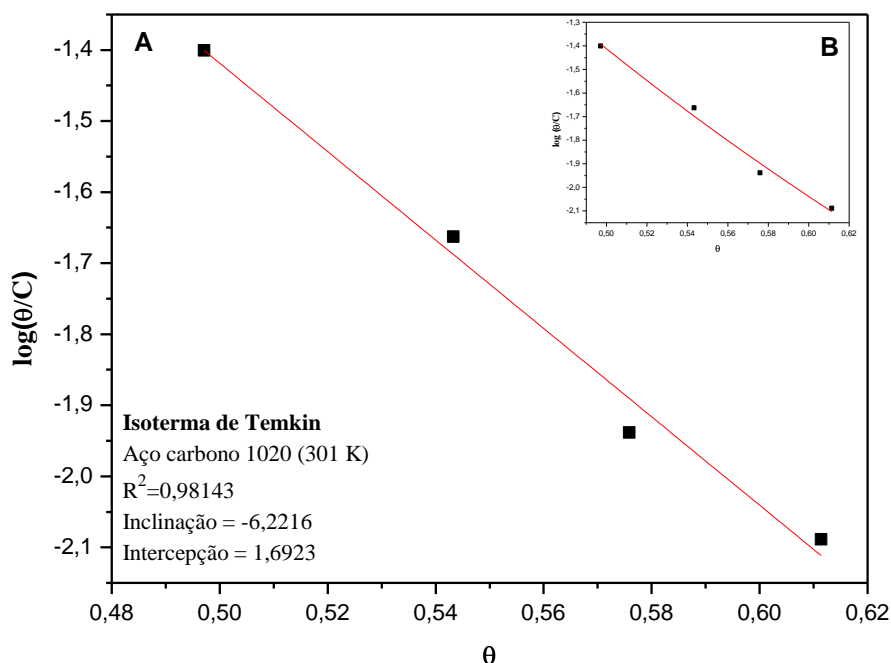 A
-1,4
-1,5
-1,6
-1,7
-1,8
-1,9
-2,0
-2,1
log(θ/C)
Isoterma de Temkin
Aço carbono 1020 (301 K)
R²=0,98143
Inclinação = -6,2216
Intercepção = 1,6923
0,48 0,50 0,52 0,54 0,56 0,58 0,60 0,62
θ
B
-1,3
-1,4
-1,5
-1,6
-1,7
-1,8
-1,9
-2,0
-2,1
log (θ/C)
0,50 0,52 0,54 0,56 0,58 0,60 0,62
θ